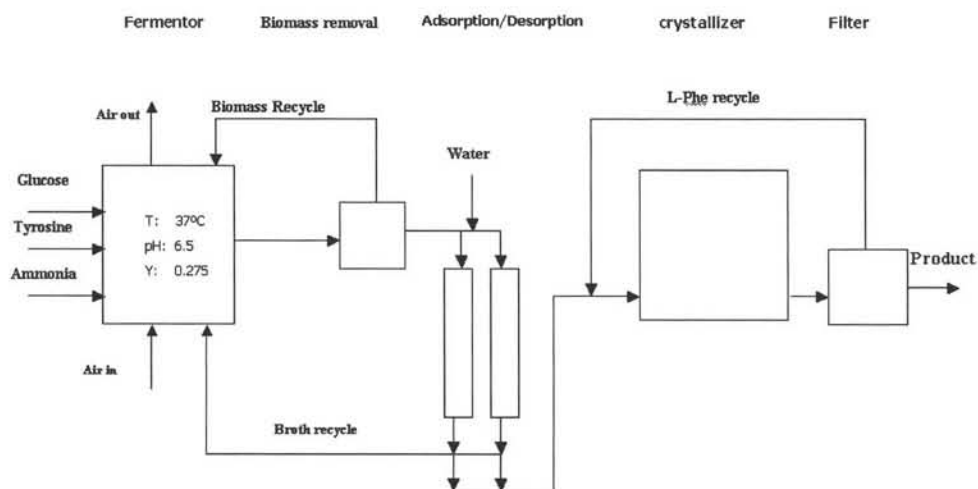 Fermentor
Biomass removal
Adsorption/Desorption
crystallizer
Filter
Air out
Biomass Recycle
L-Phe recycle
Water
Glucose
Tyrosine
Ammonia
T: 37ºC
pH: 6.5
Y: 0.275
Product
Air in
Broth recycle